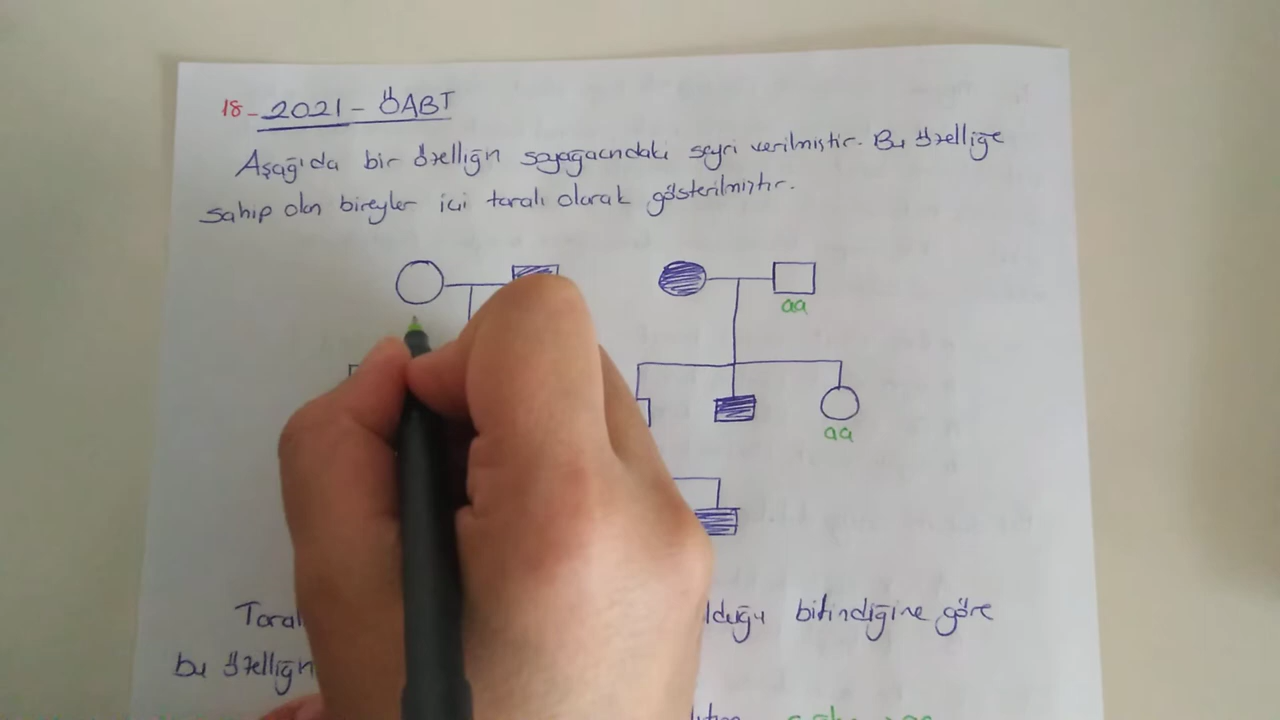 18- 2021 - ÖABT
Aşağıda bir özelliğin soyağacındaki seyri verilmiştir. Bu özelliğe
sahip olan bireyler içi taralı olarak gösterilmiştir.
aa
aa
bilindiğine göre
bu özelliğin